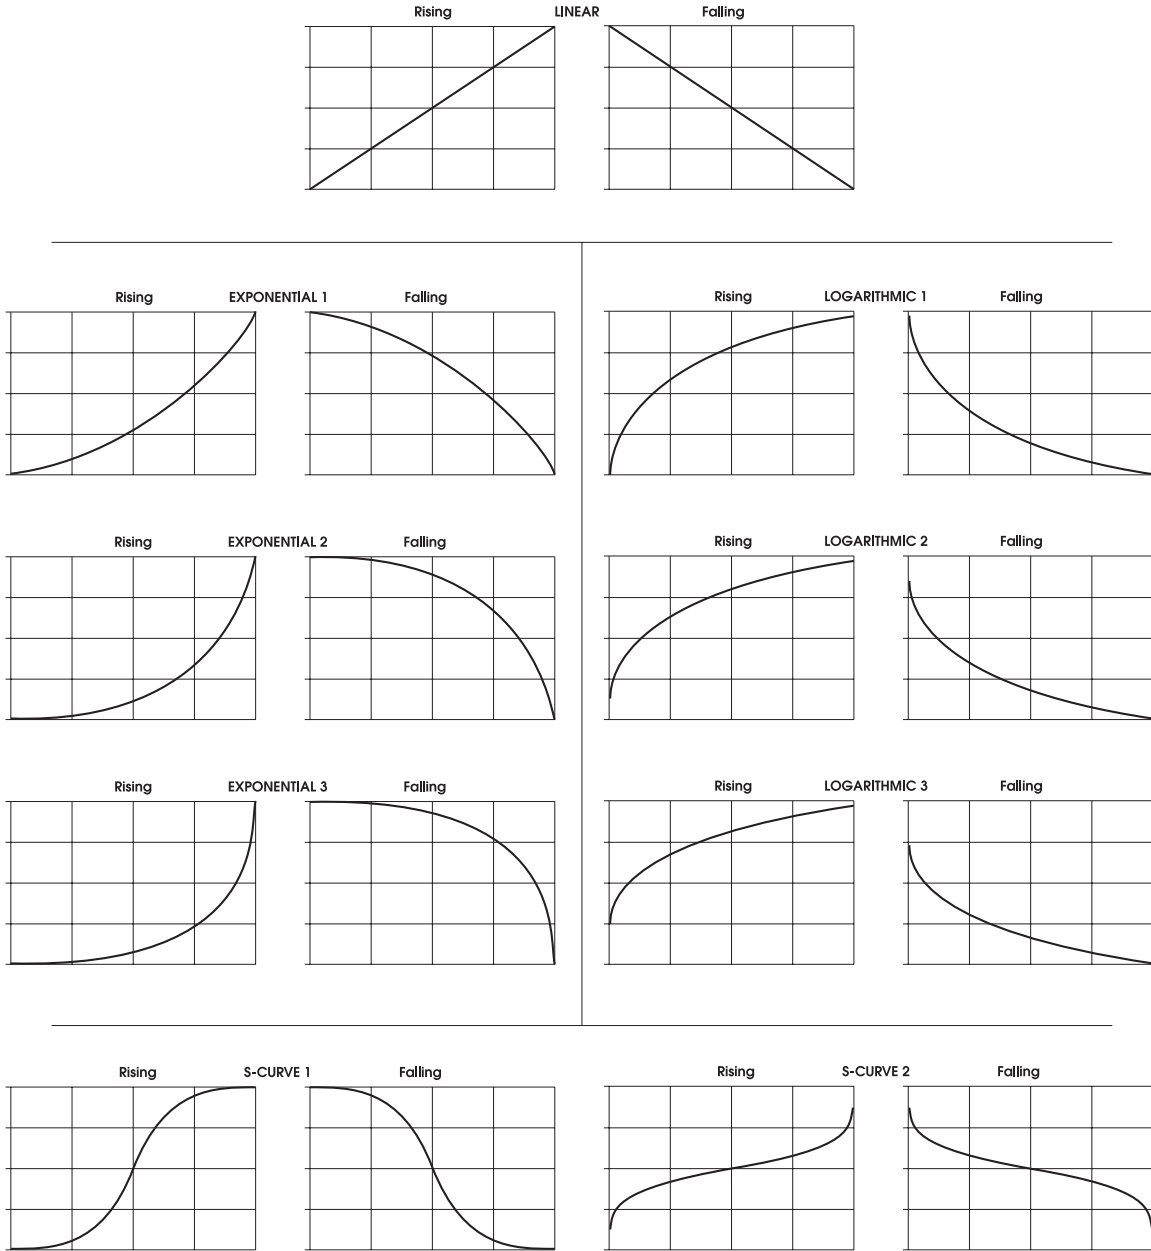 Rising LINEAR Falling
Rising EXPONENTIAL 1 Falling
Rising LOGARITHMIC 1 Falling
Rising EXPONENTIAL 2 Falling
Rising LOGARITHMIC 2 Falling
Rising EXPONENTIAL 3 Falling
Rising LOGARITHMIC 3 Falling
Rising S-CURVE 1 Falling
Rising S-CURVE 2 Falling